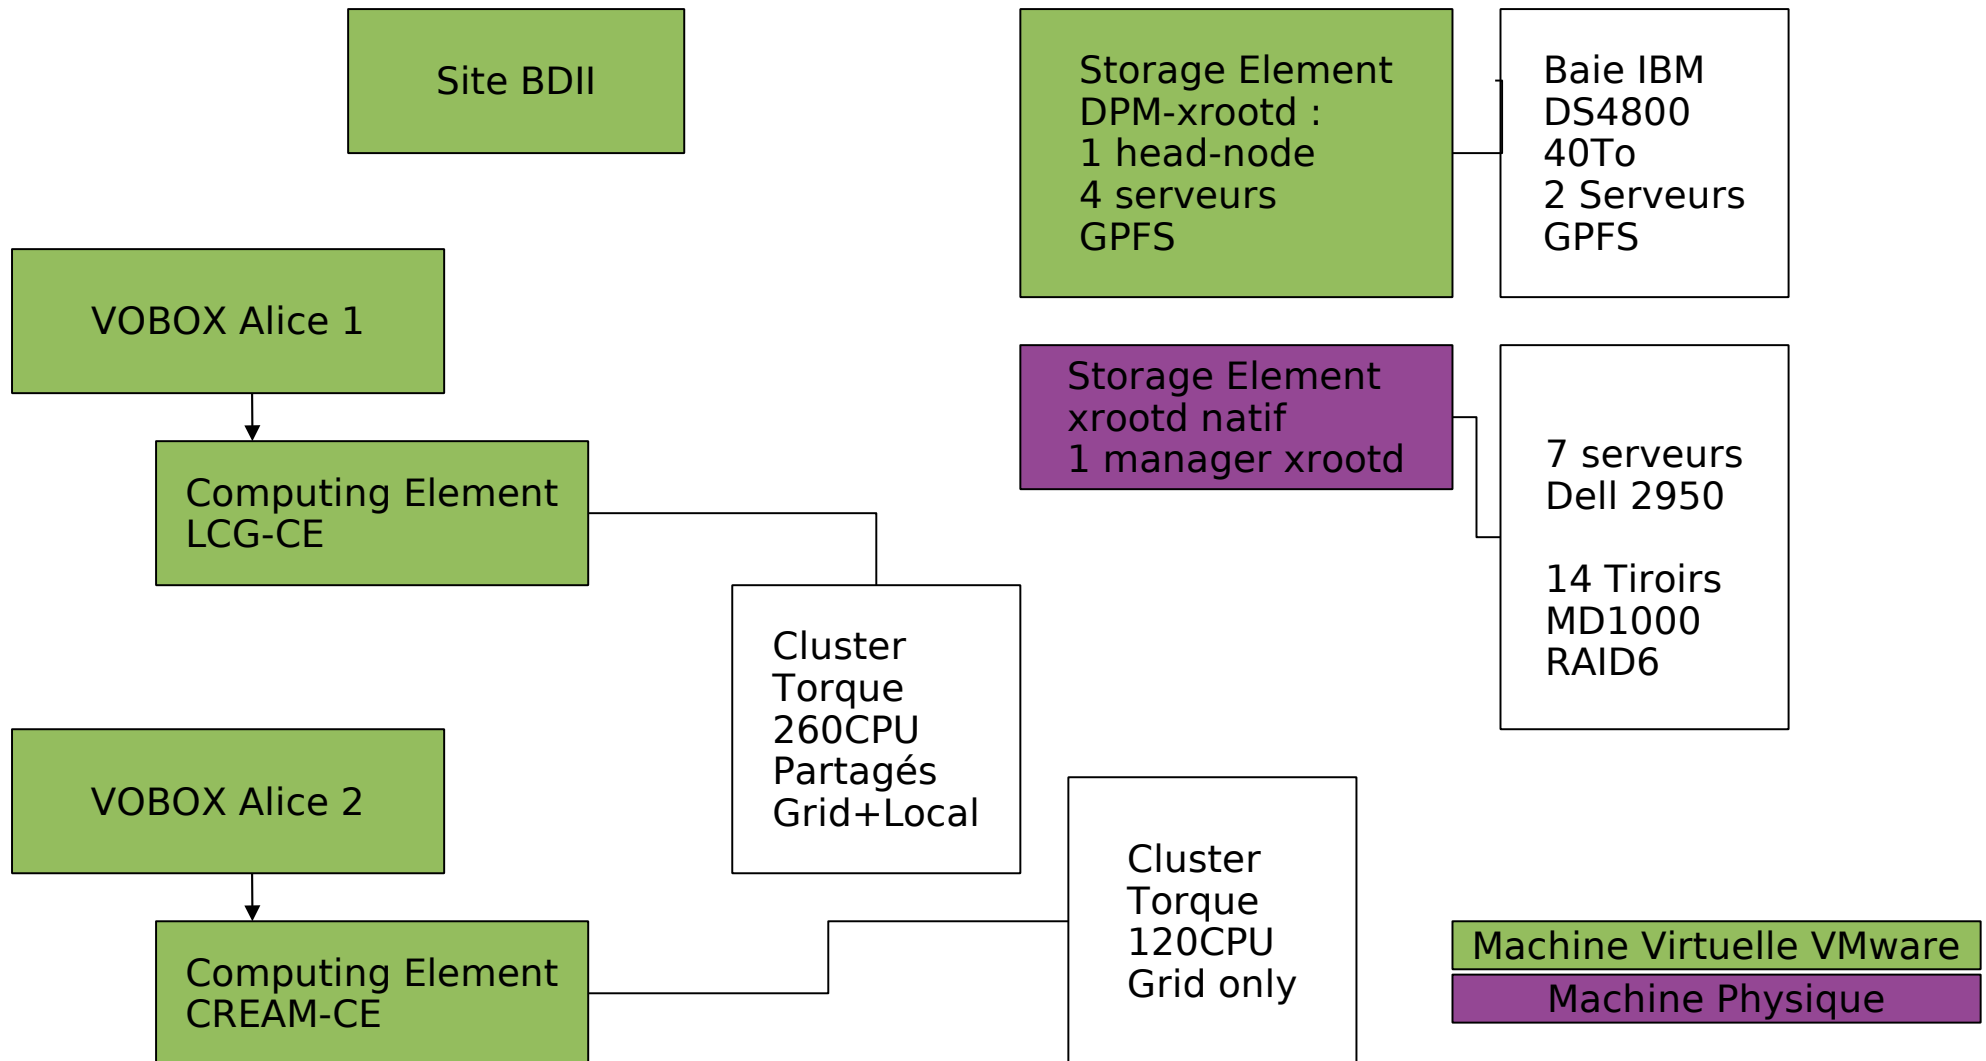 Site BDII
Storage Element
DPM-xrootd :
1 head-node
4 serveurs
GPFS
Baie IBM
DS4800
40To
2 Serveurs
GPFS
VOBOX Alice 1
Storage Element
xrootd natif
1 manager xrootd
Computing Element
LCG-CE
7 serveurs
Dell 2950
14 Tiroirs
MD1000
RAID6
Cluster
Torque
260CPU
Partagés
Grid+Local
VOBOX Alice 2
Cluster
Torque
120CPU
Grid only
Computing Element
CREAM-CE
Machine Virtuelle VMware
Machine Physique